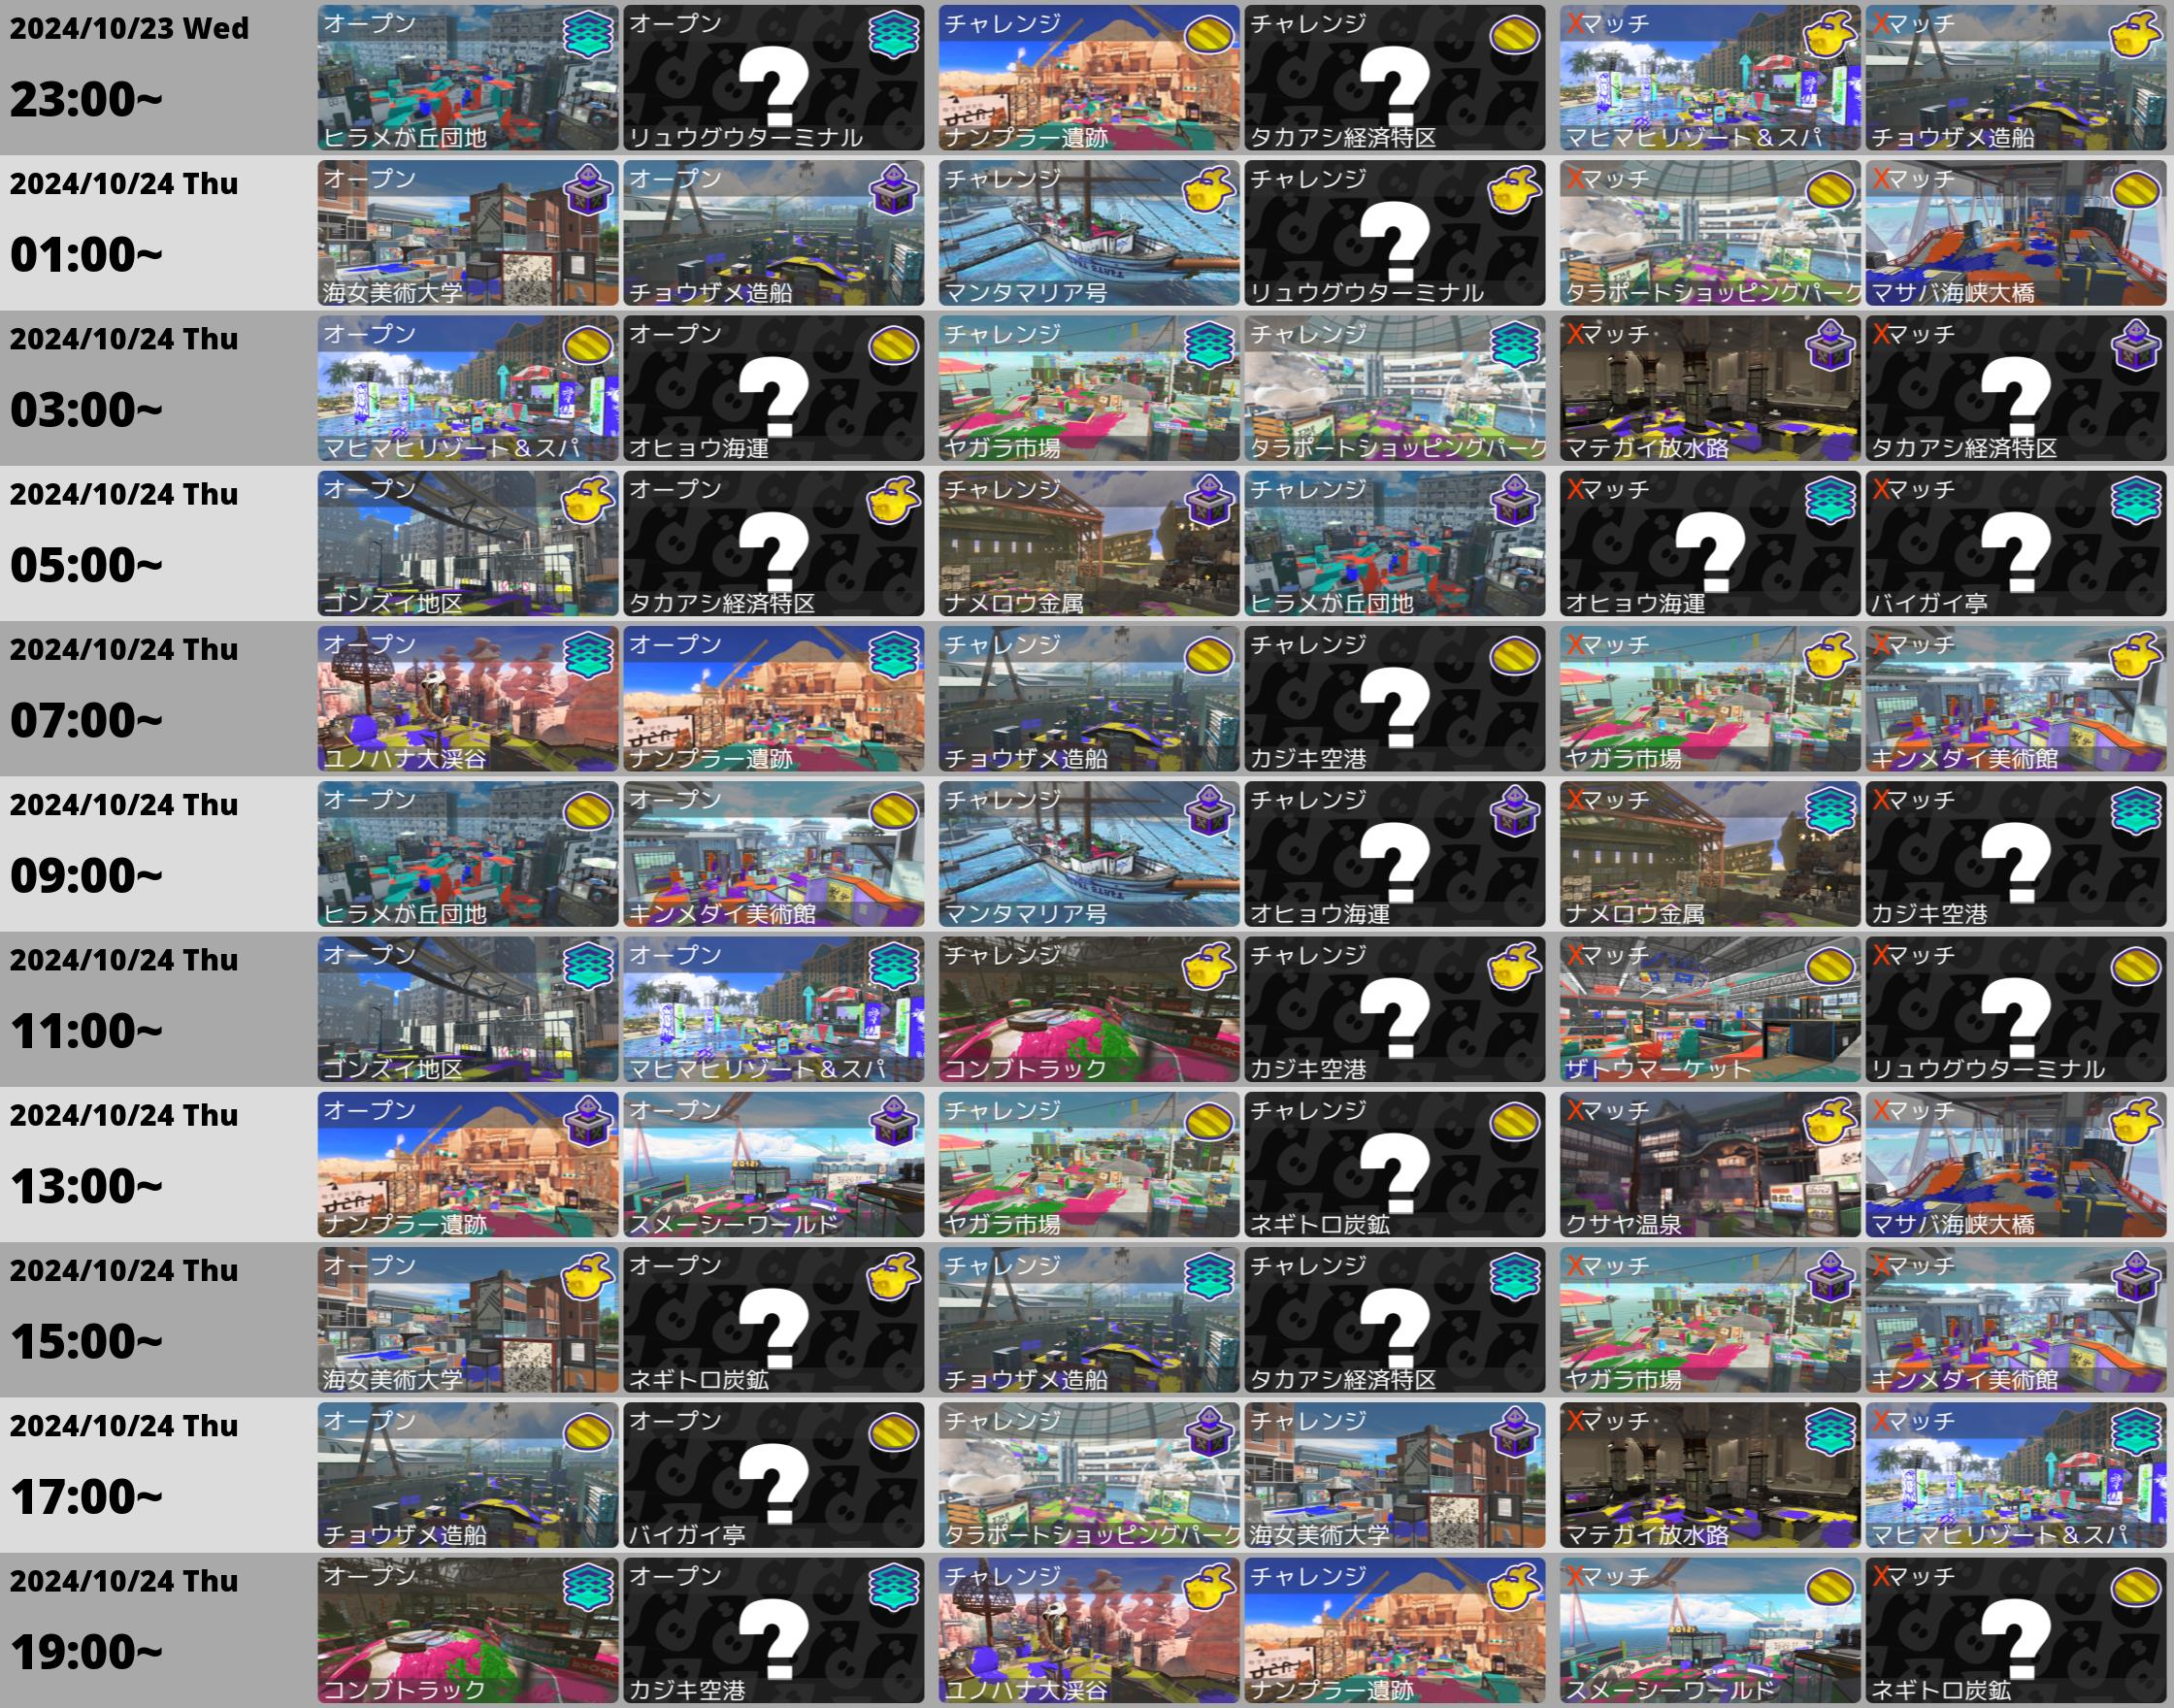 2024/10/23 Wed
23:00~
オープン オープン チャレンジ チャレンジ Xマッチ Xマッチ
ヒラメが丘団地 リュウグウターミナル ナンプラー遺跡 タカアシ経済特区 マヒマヒリゾート＆スパ チョウザメ造船
2024/10/24 Thu
01:00~
オープン オープン チャレンジ チャレンジ Xマッチ Xマッチ
海女美術大学 チョウザメ造船 マンタマリア号 リュウグウターミナル タラポートショッピングパーク マサバ海峡大橋
2024/10/24 Thu
03:00~
オープン オープン チャレンジ チャレンジ Xマッチ Xマッチ
マヒマヒリゾート＆スパ オヒョウ海運 ヤガラ市場 タラポートショッピングパーク マテガイ放水路 タカアシ経済特区
2024/10/24 Thu
05:00~
オープン オープン チャレンジ チャレンジ Xマッチ Xマッチ
ゴンズイ地区 タカアシ経済特区 ナメロウ金属 ヒラメが丘団地 オヒョウ海運 バイガイ亭
2024/10/24 Thu
07:00~
オープン オープン チャレンジ チャレンジ Xマッチ Xマッチ
ユノハナ大渓谷 ナンプラー遺跡 チョウザメ造船 カジキ空港 ヤガラ市場 キンメダイ美術館
2024/10/24 Thu
09:00~
オープン オープン チャレンジ チャレンジ Xマッチ Xマッチ
ヒラメが丘団地 キンメダイ美術館 マンタマリア号 オヒョウ海運 ナメロウ金属 カジキ空港
2024/10/24 Thu
11:00~
オープン オープン チャレンジ チャレンジ Xマッチ Xマッチ
ゴンズイ地区 マヒマヒリゾート＆スパ コンブトラック カジキ空港 ザトウマーケット リュウグウターミナル
2024/10/24 Thu
13:00~
オープン オープン チャレンジ チャレンジ Xマッチ Xマッチ
ナンプラー遺跡 スメーシーワールド ヤガラ市場 ネギトロ炭鉱 クサヤ温泉 マサバ海峡大橋
2024/10/24 Thu
15:00~
オープン オープン チャレンジ チャレンジ Xマッチ Xマッチ
海女美術大学 ネギトロ炭鉱 チョウザメ造船 タカアシ経済特区 ヤガラ市場 キンメダイ美術館
2024/10/24 Thu
17:00~
オープン オープン チャレンジ チャレンジ Xマッチ Xマッチ
チョウザメ造船 バイガイ亭 タラポートショッピングパーク 海女美術大学 マテガイ放水路 マヒマヒリゾート＆スパ
2024/10/24 Thu
19:00~
オープン オープン チャレンジ チャレンジ Xマッチ Xマッチ
コンブトラック カジキ空港 ユノハナ大渓谷 ナンプラー遺跡 スメーシーワールド ネギトロ炭鉱